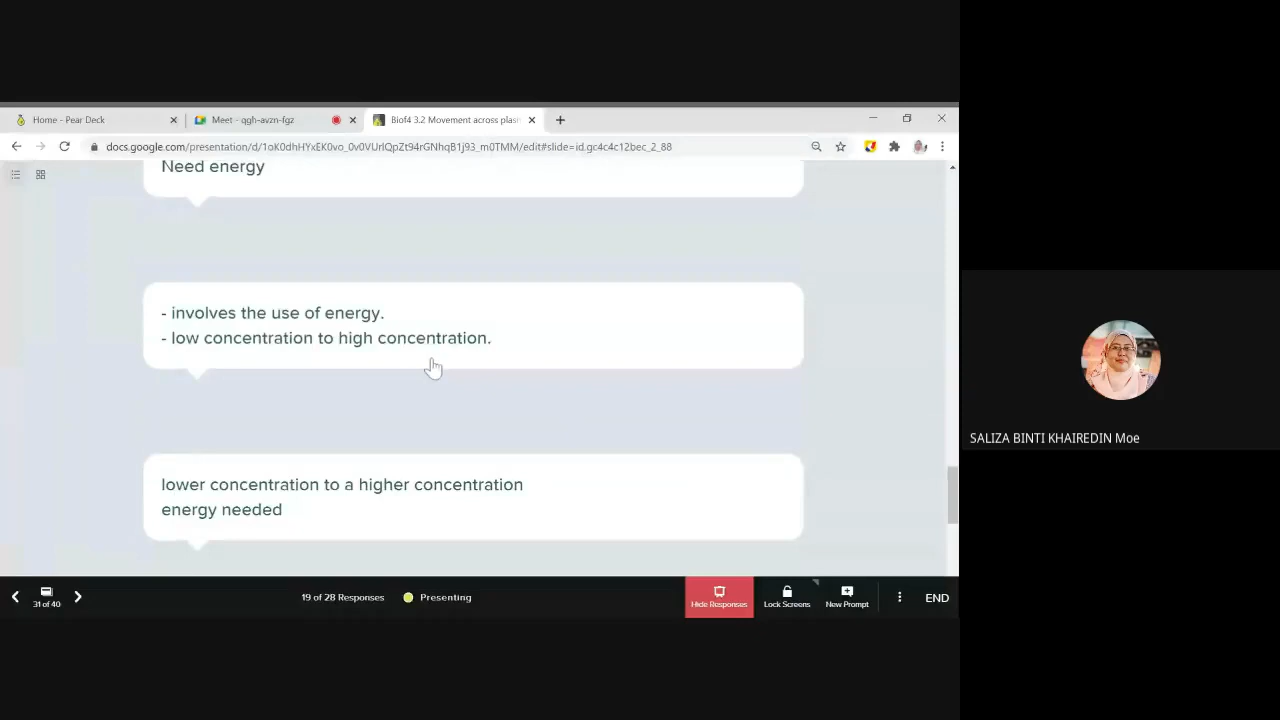 Home - Pear Deck
Meet - qgh-avzn-fgz
Biof4 3.2 Movement across plas
docs.google.com/presentation/d/1oK0dhHYxEK0vo_0v0VUrlQpZt94rGNhqB1j93_m0TMM/edit#slide=id.gc4c4c12bec_2_88
Need energy
- involves the use of energy.
- low concentration to high concentration.
lower concentration to a higher concentration
energy needed
SALIZA BINTI KHAIREDIN Moe
31 of 40
19 of 28 Responses
Presenting
Hide Responses
Lock Screens
New Prompt
END